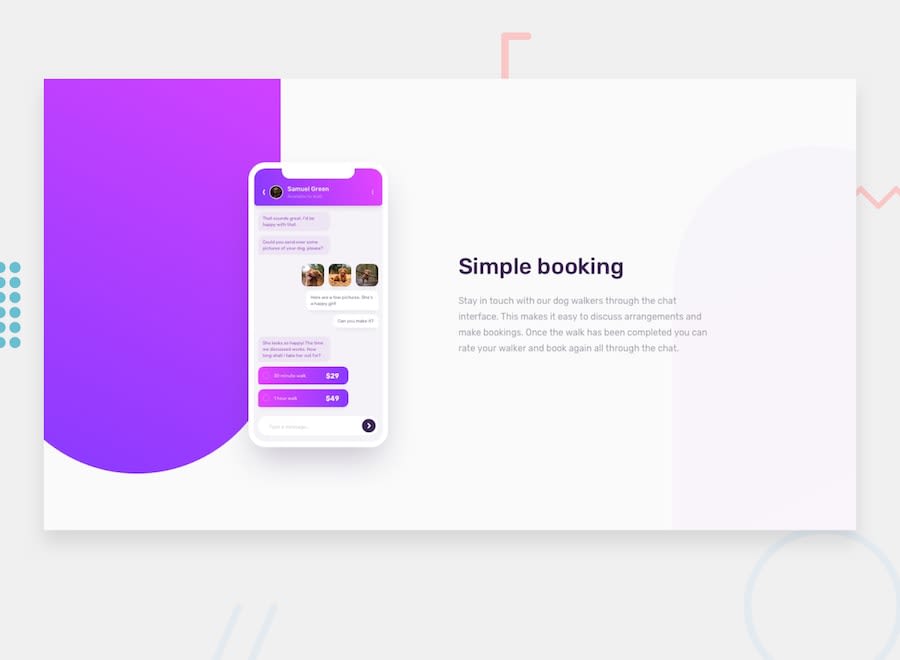 Samuel Green
Available to Walk
That sounds great. I'd be
happy with that.
Could you send over some
pictures of your dog, please?
Here are a few pictures. She's
a happy girl!
Can you make it?
She looks so happy! The time
we discussed works. How
long shall I take her out for?
30 minute walk $29
1 hour walk $49
Type a message…
Simple booking
Stay in touch with our dog walkers through the chat
interface. This makes it easy to discuss arrangements and
make bookings. Once the walk has been completed you can
rate your walker and book again all through the chat.